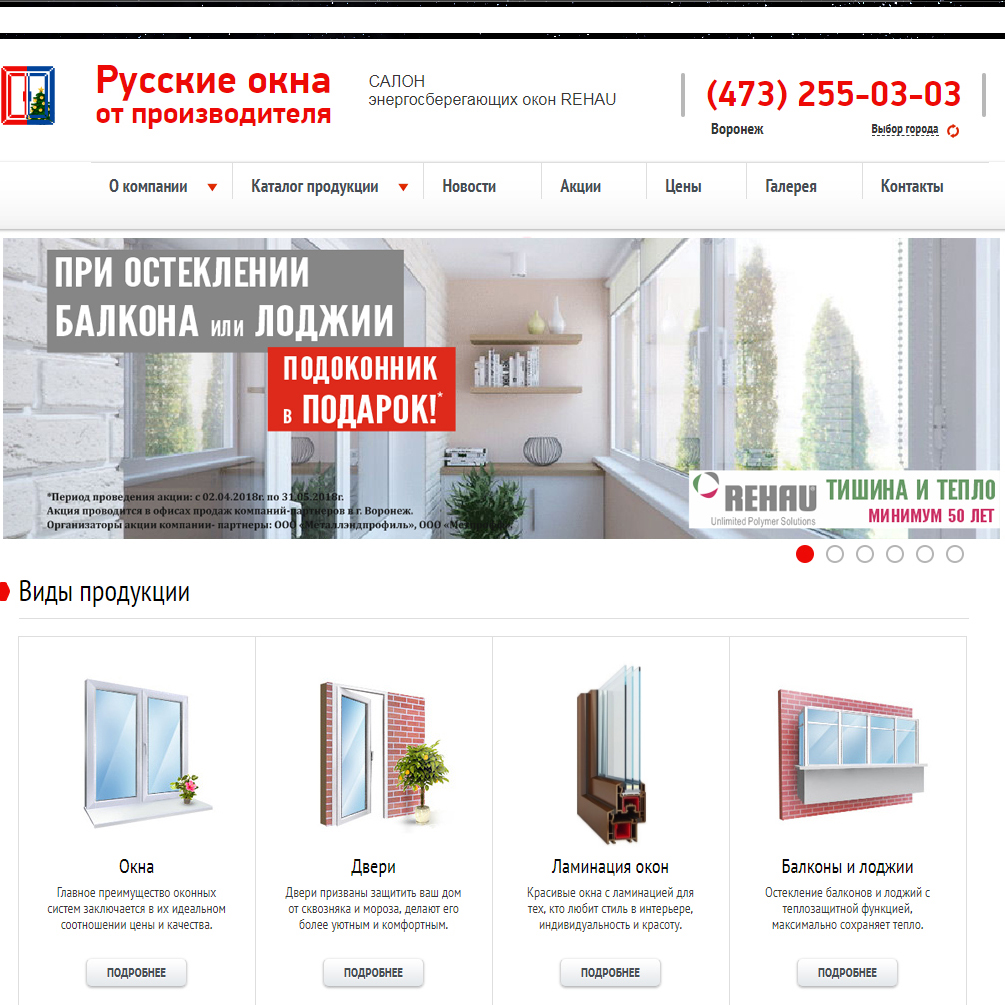 Русские окна
от производителя
САЛОН
энергосберегающих окон REHAU
(473) 255-03-03
Воронеж
Выбор города
О компании
Каталог продукции
Новости
Акции
Цены
Галерея
Контакты
ПРИ ОСТЕКЛЕНИИ
БАЛКОНА или ЛОДЖИИ
ПОДОКОННИК
в ПОДАРОК!*
*Период проведения акции: с 02.04.2018г. по 31.05.2018г.
Акция проводится в офисах продаж компаний-партнеров в г. Воронеж.
Организаторы акции компании- партнеры: ООО «Металлэндпрофиль», ООО
REHAU
Unlimited Polymer Solutions
ТИШИНА И ТЕПЛО
МИНИМУМ 50 ЛЕТ
Виды продукции
Окна
Главное преимущество оконных
систем заключается в их идеальном
соотношении цены и качества.
ПОДРОБНЕЕ
Двери
Двери призваны защитить ваш дом
от сквозняка и мороза, делают его
более уютным и комфортным.
ПОДРОБНЕЕ
Ламинация окон
Красивые окна с ламинацией для
тех, кто любит стиль в интерьере,
индивидуальность и красоту.
ПОДРОБНЕЕ
Балконы и лоджии
Остекление балконов и лоджий с
теплозащитной функцией,
максимально сохраняет тепло.
ПОДРОБНЕЕ